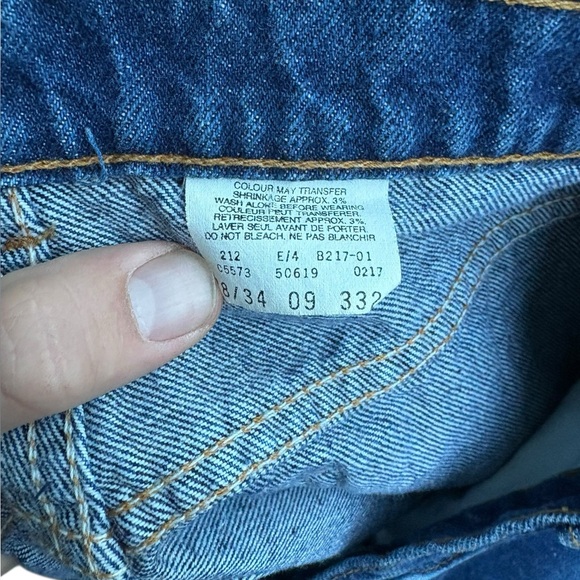 COLOUR MAY TRANSFER
SHRINKAGE APPROX. 3%
WASH ALONE BEFORE WEARING
COULEUR PEUT TRANSFERER.
RETRECISSEMENT APPROX. 3%
LAVER SEUL AVANT DE PORTER.
DO NOT BLEACH. NE PAS BLANCHIR
212 E/4 B217-01
C5573 50619 0217
8/34 09 332